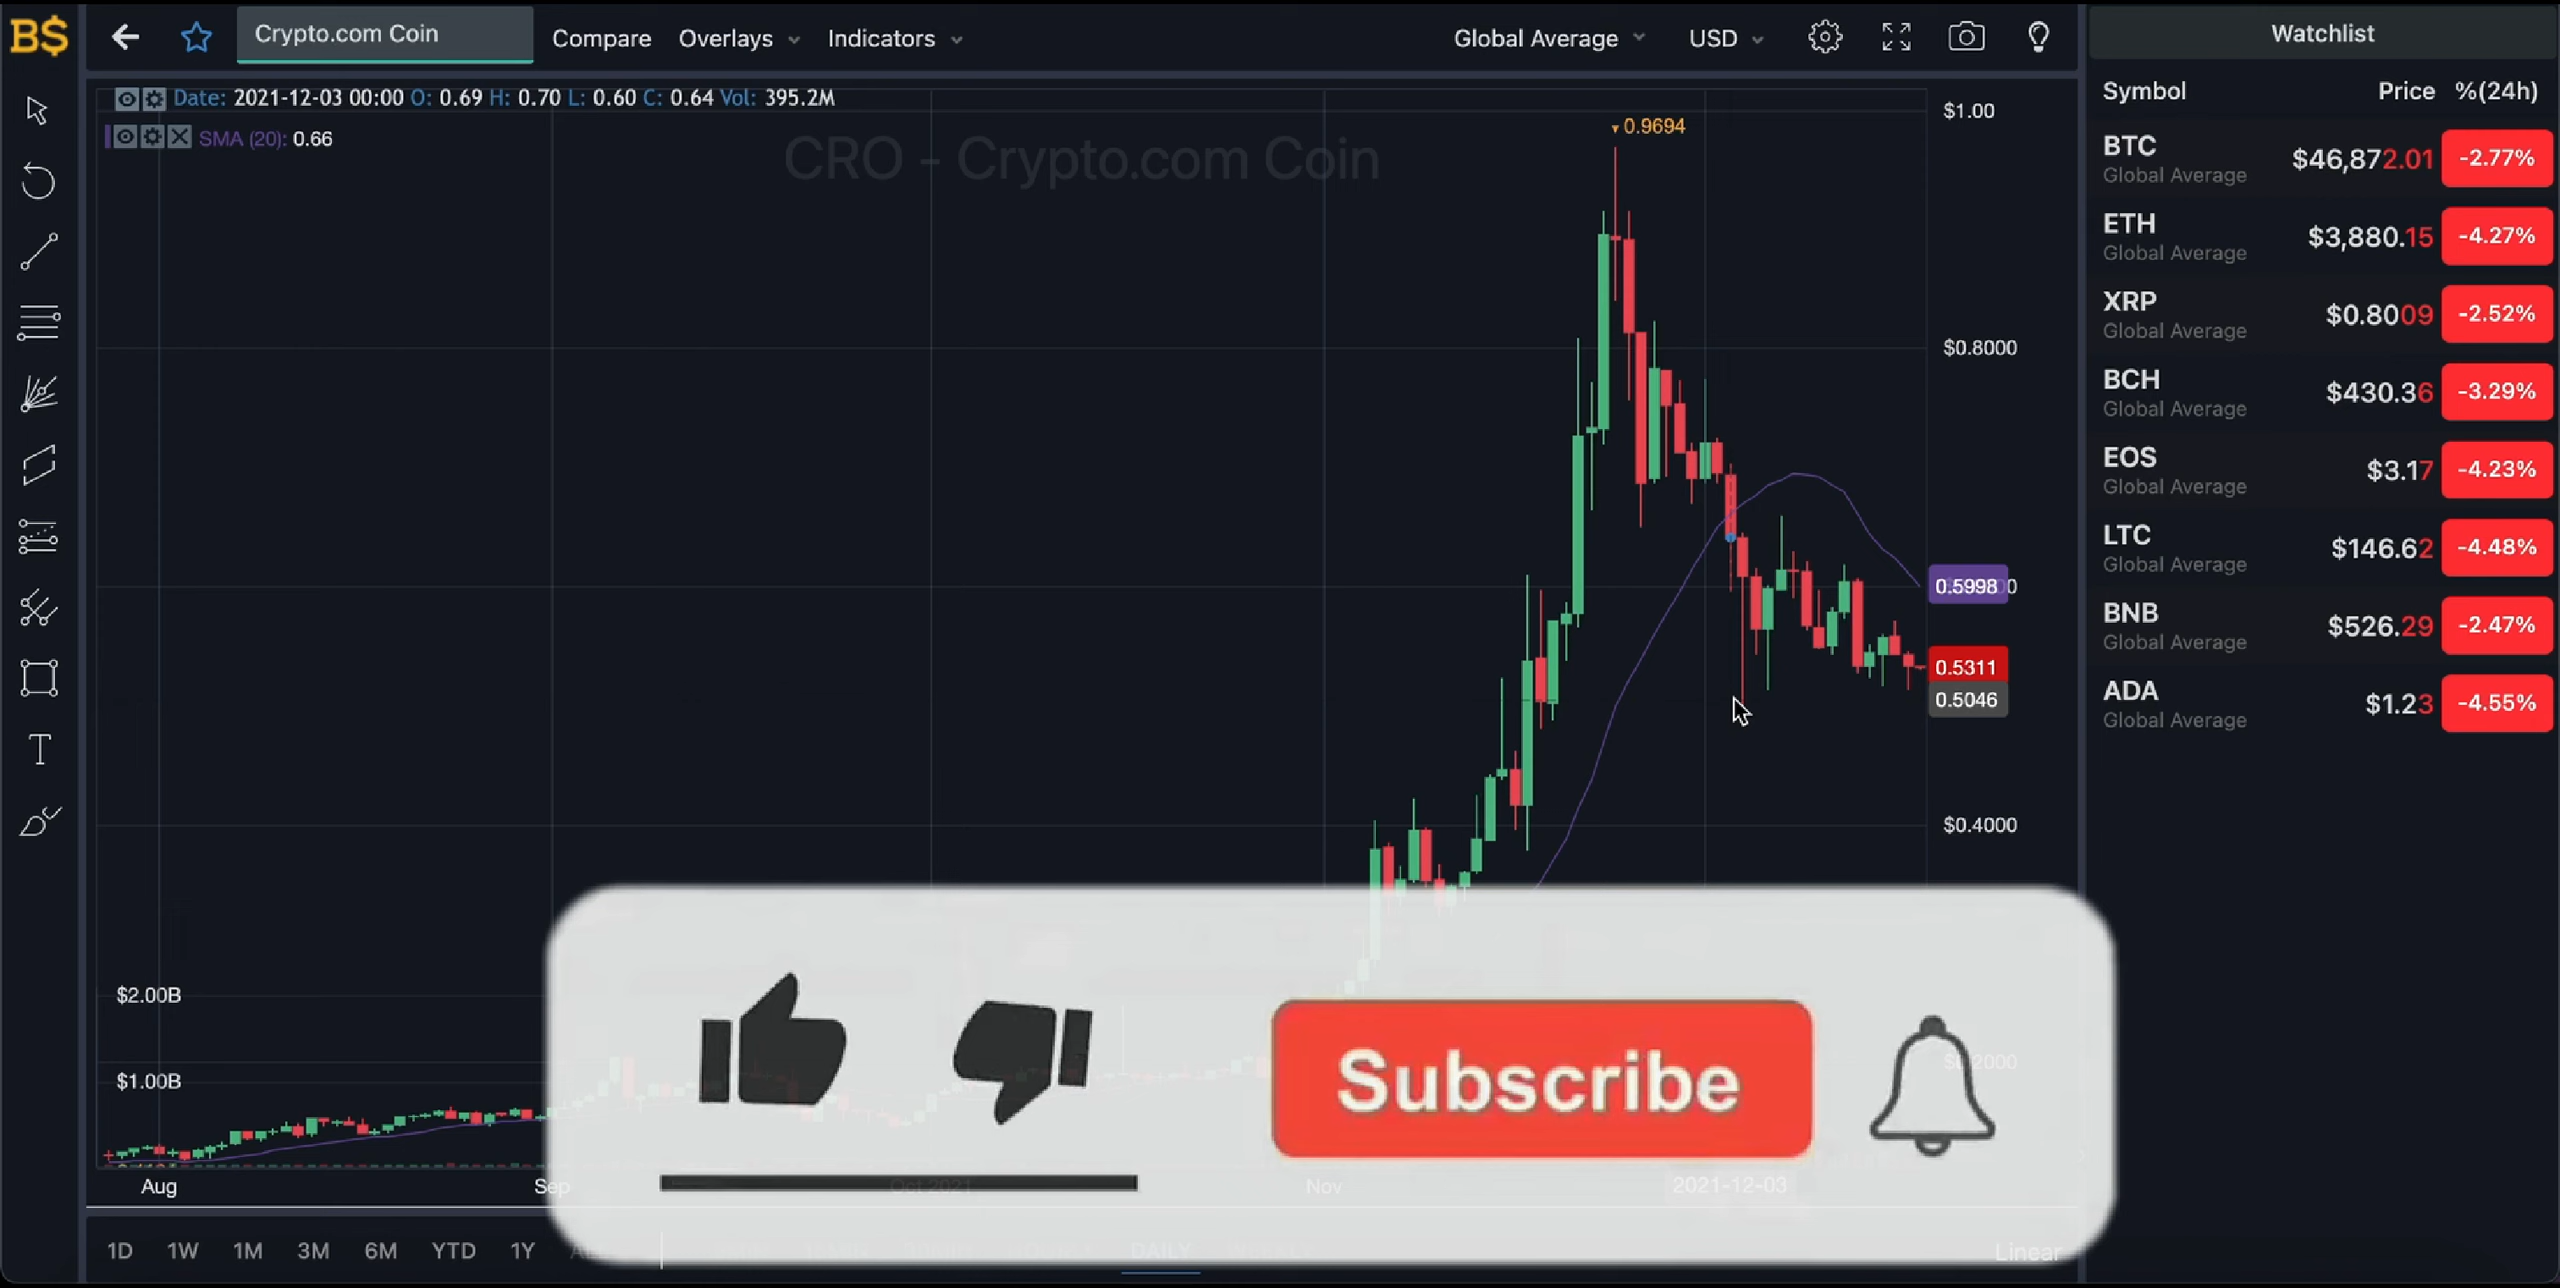 B$
Crypto.com Coin
Compare
Overlays
Indicators
Global Average
USD
Date: 2021-12-03 00:00 O: 0.69 H: 0.70 L: 0.60 C: 0.64 Vol: 395.2M
SMA (20): 0.66
CRO - Crypto.com Coin
0.9694
$1.00
$0.8000
0.5998
0.5311
0.5046
$0.4000
$0.2000
$2.00B
$1.00B
Aug
Sep
Oct 2021
Nov
2021-12-03
1D
1W
1M
3M
6M
YTD
1Y
DAILY
Linear
Subscribe
Watchlist
Symbol Price %(24h)
BTC $46,872.01 -2.77%
Global Average
ETH $3,880.15 -4.27%
Global Average
XRP $0.8009 -2.52%
Global Average
BCH $430.36 -3.29%
Global Average
EOS $3.17 -4.23%
Global Average
LTC $146.62 -4.48%
Global Average
BNB $526.29 -2.47%
Global Average
ADA $1.23 -4.55%
Global Average